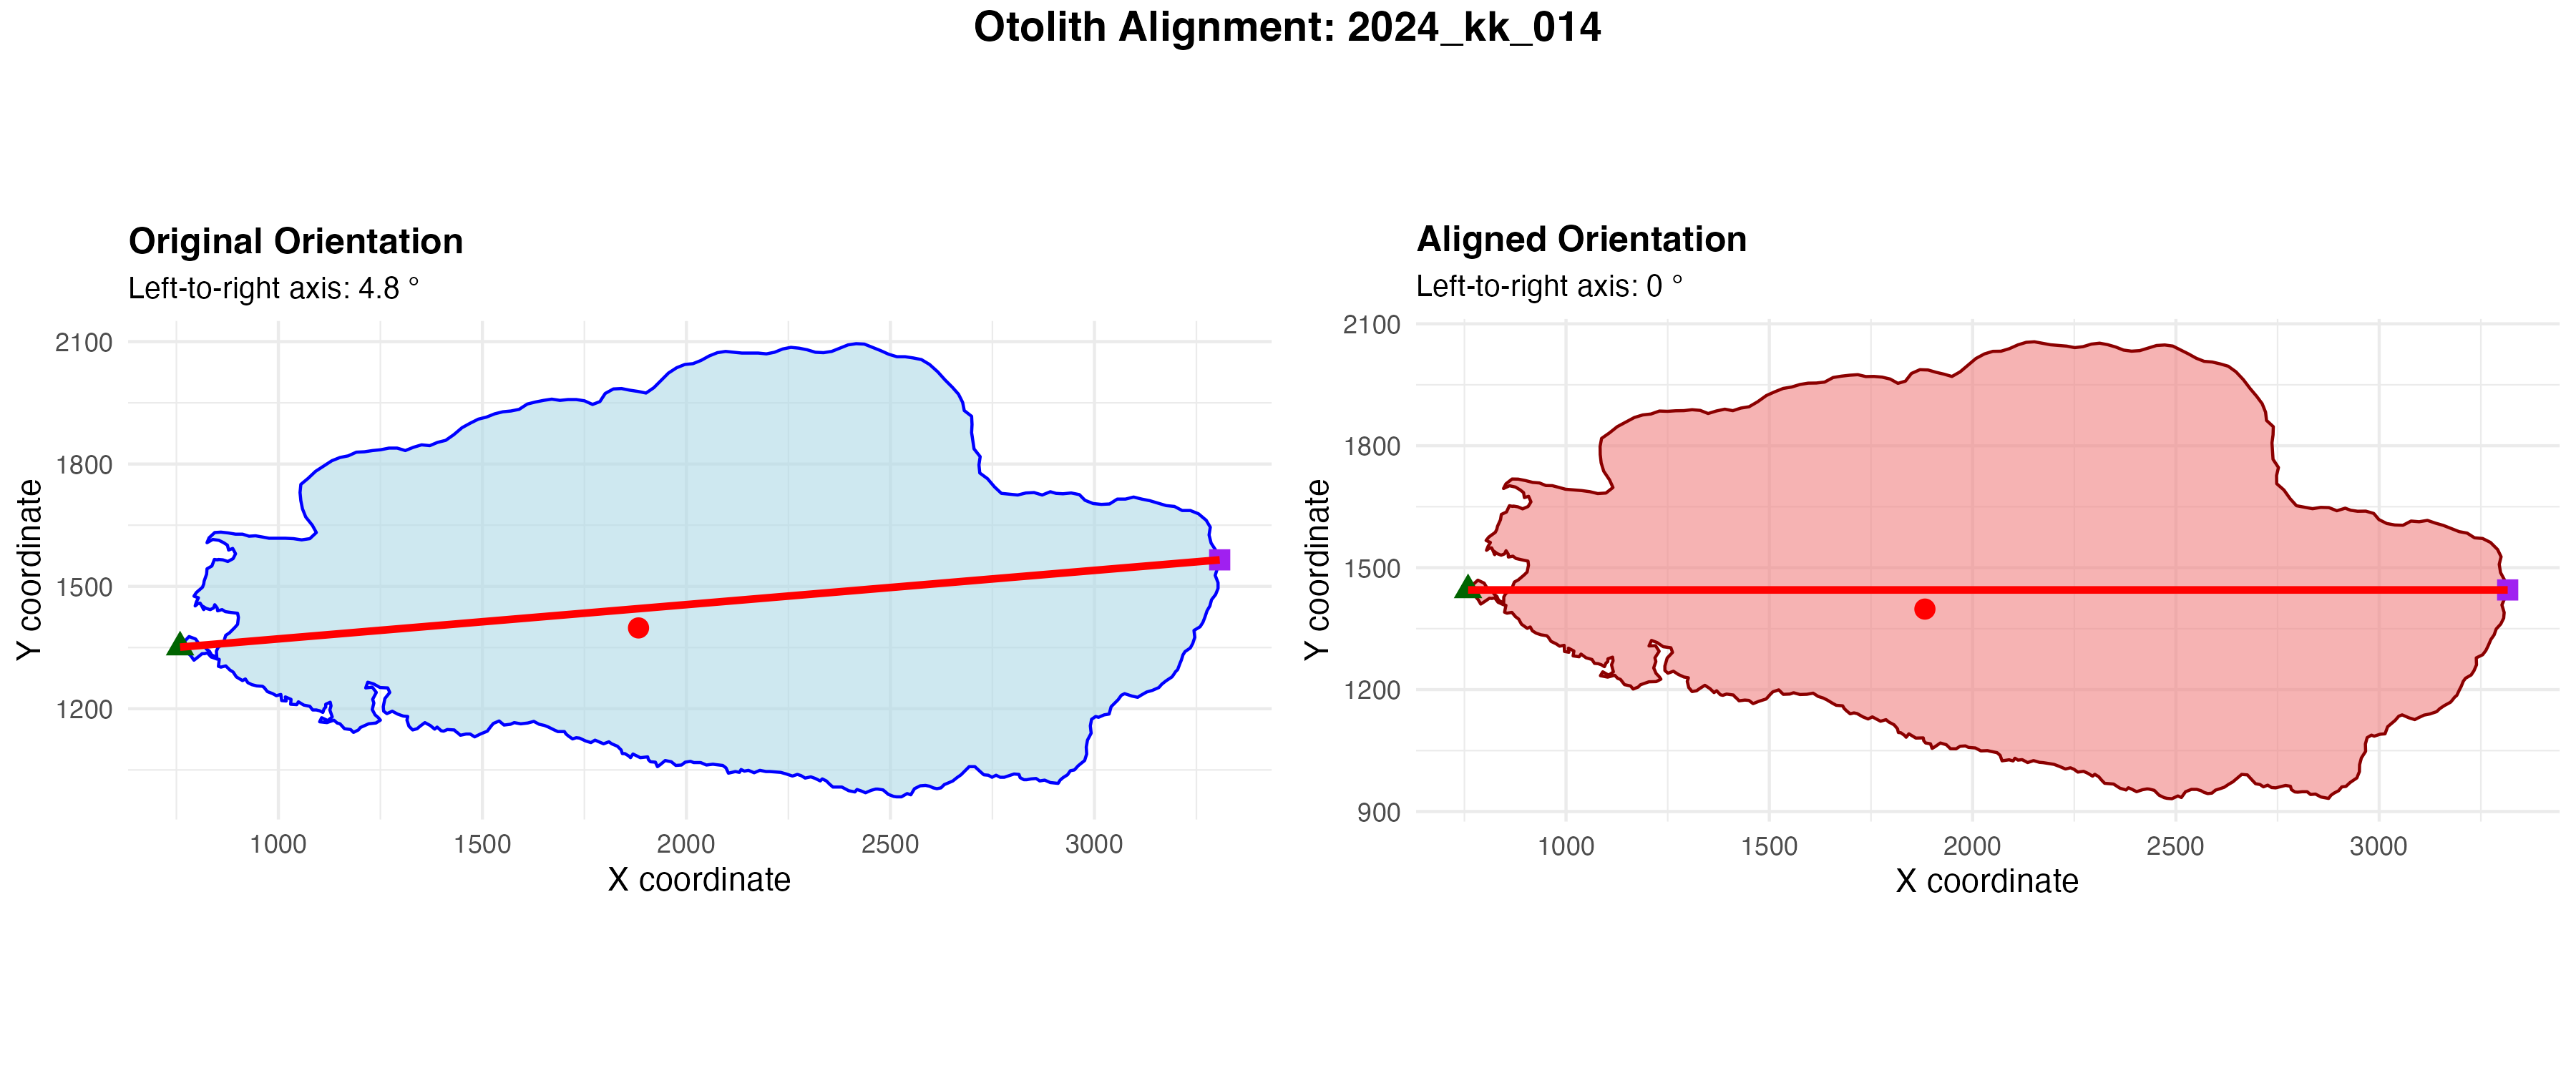 Otolith Alignment: 2024_kk_014
Original Orientation
Left-to-right axis: 4.8 °
2100
1800
1500
1200
1000
1500
2000
2500
3000
X coordinate
Y coordinate
Aligned Orientation
Left-to-right axis: 0 °
2100
1800
1500
1200
900
1000
1500
2000
2500
3000
X coordinate
Y coordinate